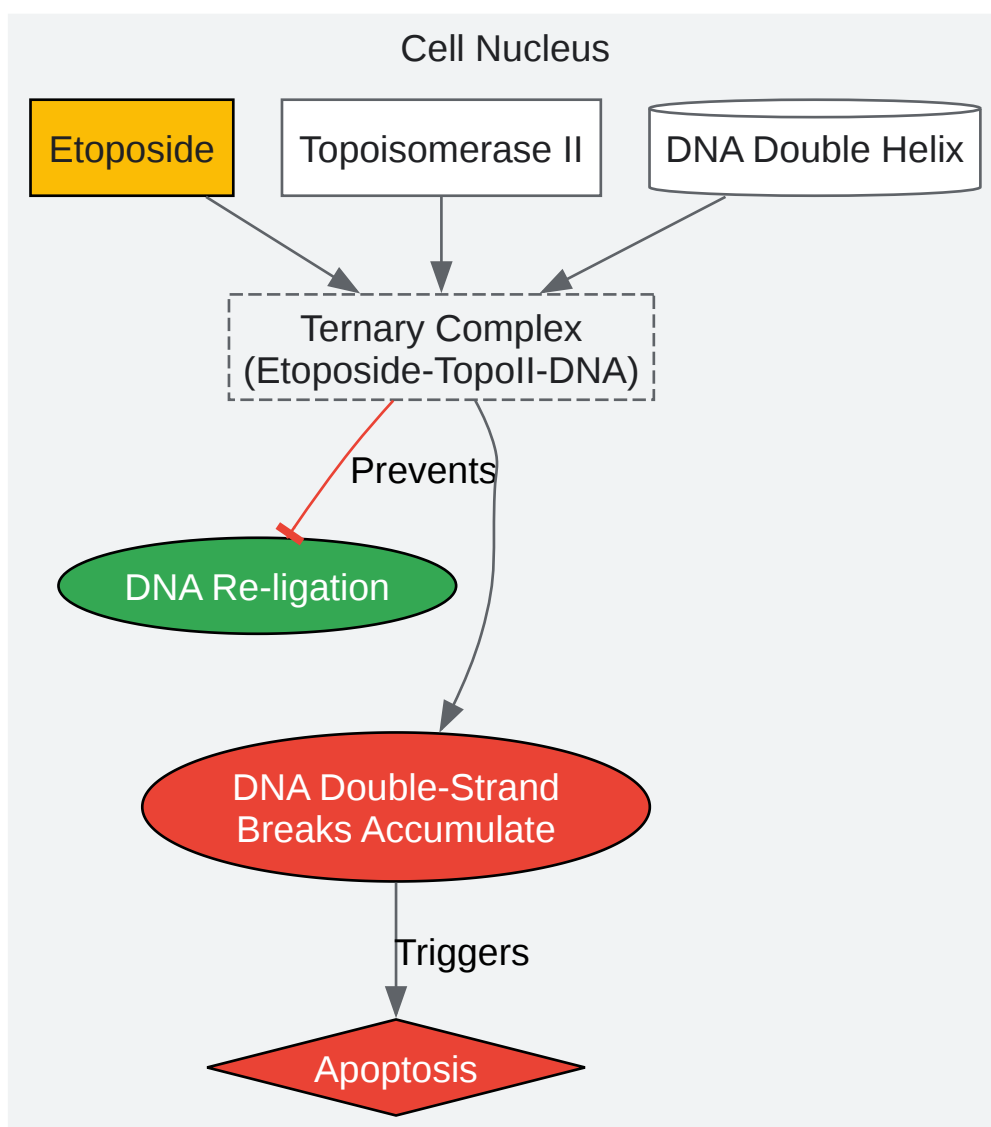 Cell Nucleus
Etoposide
Topoisomerase II
DNA Double Helix
Ternary Complex
(Etoposide-TopoII-DNA)
Prevents
DNA Re-ligation
DNA Double-Strand
Breaks Accumulate
Triggers
Apoptosis